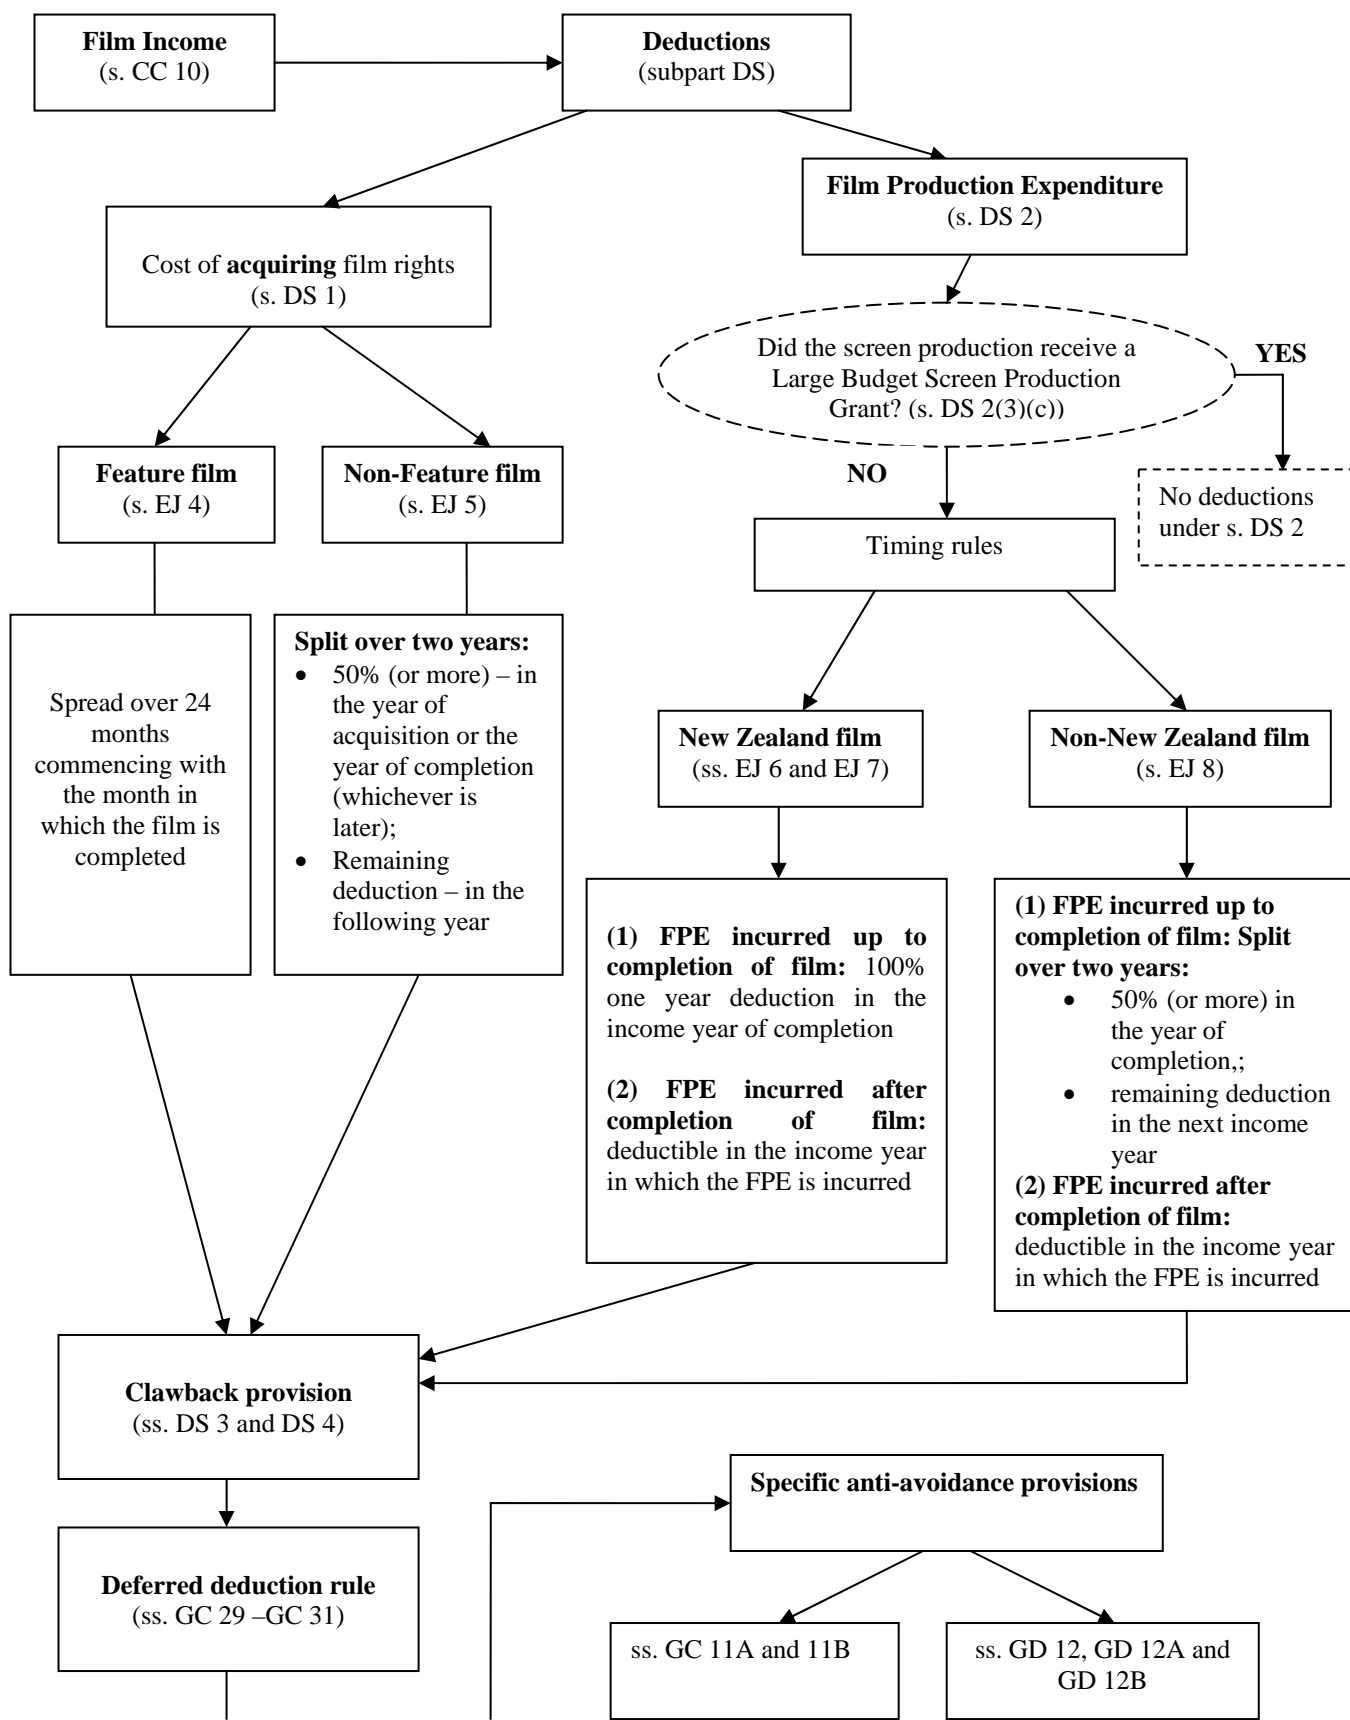 Film Income
(s. CC 10)
Deductions
(subpart DS)
Film Production Expenditure
(s. DS 2)
Cost of acquiring film rights
(s. DS 1)
Did the screen production receive a
Large Budget Screen Production
Grant? (s. DS 2(3)(c))
YES
NO
Feature film
(s. EJ 4)
Non-Feature film
(s. EJ 5)
No deductions
under s. DS 2
Timing rules
Spread over 24
months
commencing with
the month in
which the film is
completed
Split over two years:
• 50% (or more) – in
the year of
acquisition or the
year of completion
(whichever is
later);
• Remaining
deduction – in the
following year
New Zealand film
(ss. EJ 6 and EJ 7)
Non-New Zealand film
(s. EJ 8)
(1) FPE incurred up to
completion of film: 100%
one year deduction in the
income year of completion
(2) FPE incurred after
completion of film:
deductible in the income year
in which the FPE is incurred
(1) FPE incurred up to
completion of film: Split
over two years:
• 50% (or more) in
the year of
completion,;
• remaining deduction
in the next income
year
(2) FPE incurred after
completion of film:
deductible in the income year
in which the FPE is incurred
Clawback provision
(ss. DS 3 and DS 4)
Specific anti-avoidance provisions
Deferred deduction rule
(ss. GC 29 –GC 31)
ss. GC 11A and 11B
ss. GD 12, GD 12A and
GD 12B